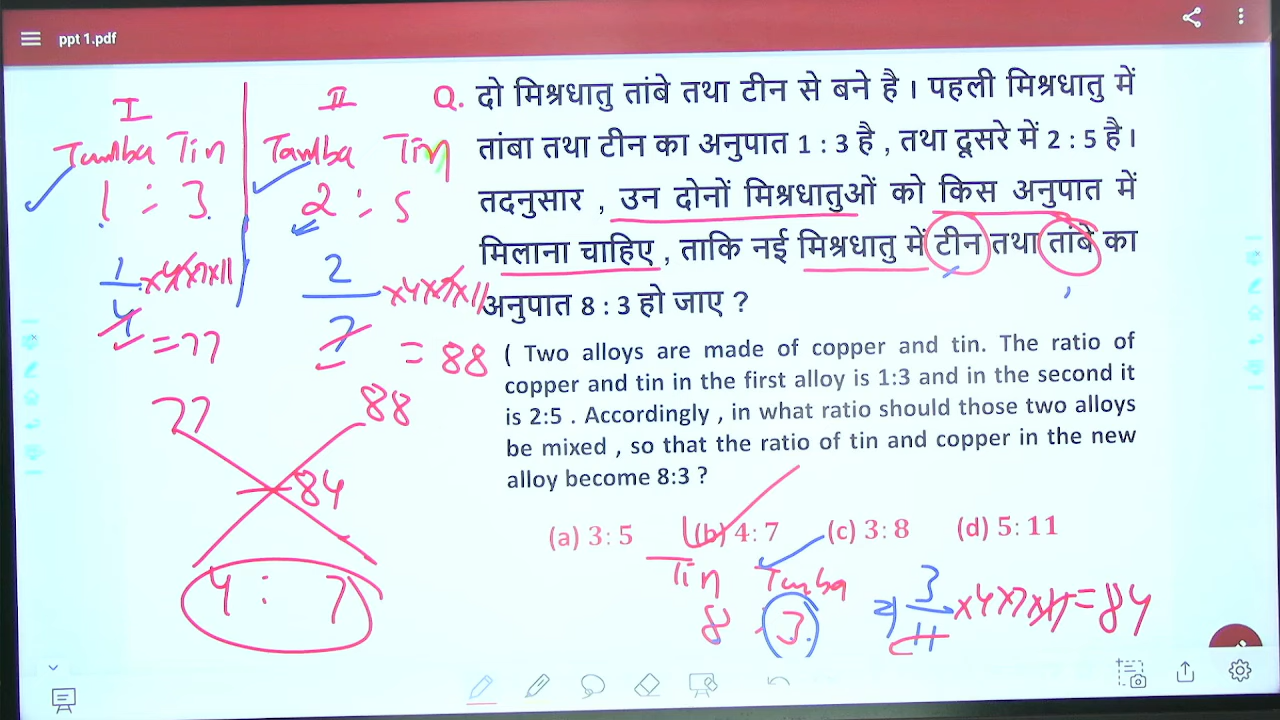 ppt 1.pdf
I
II
Tamba Tin
Tamba Tin
1 : 3
2 : 5
1/4 x4x7x11
= 77
2/7 x4x7x11
= 88
77
88
84
4 : 7
Q. दो मिश्रधातु तांबे तथा टीन से बने है । पहली मिश्रधातु में
तांबा तथा टीन का अनुपात 1 : 3 है , तथा दूसरे में 2 : 5 है ।
तदनुसार , उन दोनों मिश्रधातुओं को किस अनुपात में
मिलाना चाहिए , ताकि नई मिश्रधातु में टीन तथा तांबे का
अनुपात 8 : 3 हो जाए ?
( Two alloys are made of copper and tin. The ratio of
copper and tin in the first alloy is 1:3 and in the second it
is 2:5 . Accordingly , in what ratio should those two alloys
be mixed , so that the ratio of tin and copper in the new
alloy become 8:3 ?
(a) 3: 5 (b) 4: 7 (c) 3: 8 (d) 5: 11
Tin Tamba
8 : 3 ⇒ 3/11 x4x7x11 = 84